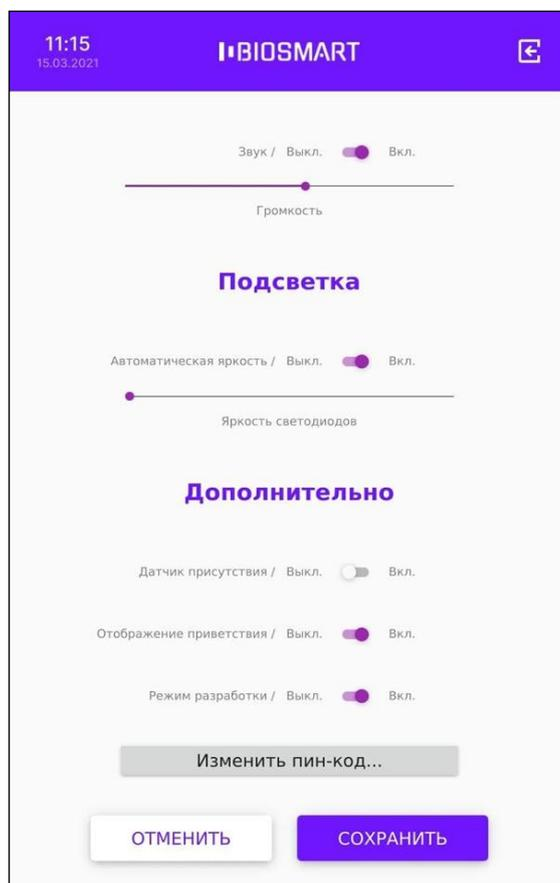 11:15
15.03.2021
BIOSMART
Звук / Выкл. Вкл.
Громкость
Подсветка
Автоматическая яркость / Выкл. Вкл.
Яркость светодиодов
Дополнительно
Датчик присутствия / Выкл. Вкл.
Отображение приветствия / Выкл. Вкл.
Режим разработки / Выкл. Вкл.
Изменить пин-код...
ОТМЕНИТЬ СОХРАНИТЬ